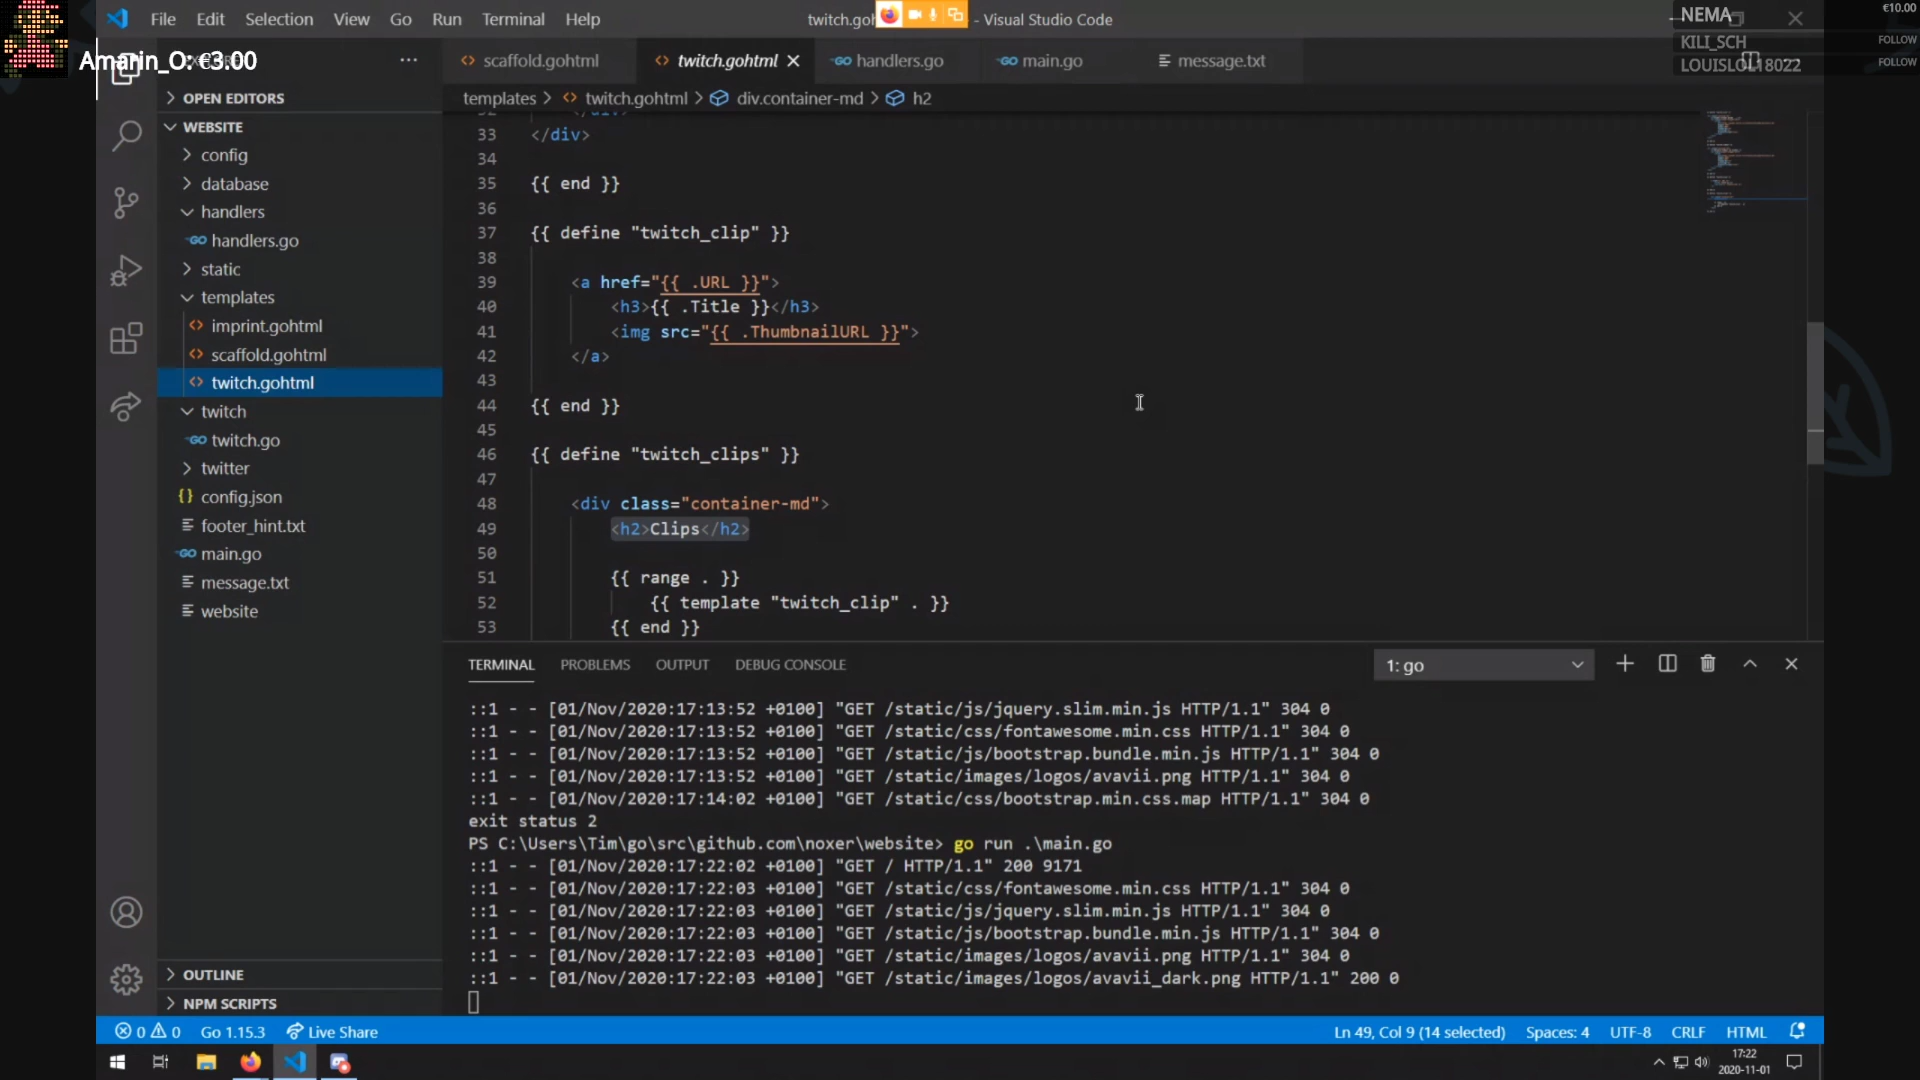 File Edit Selection View Go Run Terminal Help
twitch.goh
- Visual Studio Code
NEMA
€10.00
KILI_SCH
FOLLOW
LOUISLOL18022
FOLLOW
Amarin_O: €3.00
scaffold.gohtml
twitch.gohtml
handlers.go
main.go
message.txt
templates > twitch.gohtml > div.container-md > h2
OPEN EDITORS
WEBSITE
config
database
handlers
handlers.go
static
templates
imprint.gohtml
scaffold.gohtml
twitch.gohtml
twitch
twitch.go
twitter
config.json
footer_hint.txt
main.go
message.txt
website
OUTLINE
NPM SCRIPTS
32 </div>
33 </div>
34
35 {{ end }}
36
37 {{ define "twitch_clip" }}
38
39 <a href="{{ .URL }}">
40 <h3>{{ .Title }}</h3>
41 <img src="{{ .ThumbnailURL }}">
42 </a>
43
44 {{ end }}
45
46 {{ define "twitch_clips" }}
47
48 <div class="container-md">
49 <h2>Clips</h2>
50
51 {{ range . }}
52 {{ template "twitch_clip" . }}
53 {{ end }}
TERMINAL PROBLEMS OUTPUT DEBUG CONSOLE
1: go
::1 - - [01/Nov/2020:17:13:52 +0100] "GET /static/js/jquery.slim.min.js HTTP/1.1" 304 0
::1 - - [01/Nov/2020:17:13:52 +0100] "GET /static/css/fontawesome.min.css HTTP/1.1" 304 0
::1 - - [01/Nov/2020:17:13:52 +0100] "GET /static/js/bootstrap.bundle.min.js HTTP/1.1" 304 0
::1 - - [01/Nov/2020:17:13:52 +0100] "GET /static/images/logos/avavii.png HTTP/1.1" 304 0
::1 - - [01/Nov/2020:17:14:02 +0100] "GET /static/css/bootstrap.min.css.map HTTP/1.1" 304 0
exit status 2
PS C:\Users\Tim\go\src\github.com\noxer\website> go run .\main.go
::1 - - [01/Nov/2020:17:22:02 +0100] "GET / HTTP/1.1" 200 9171
::1 - - [01/Nov/2020:17:22:03 +0100] "GET /static/css/fontawesome.min.css HTTP/1.1" 304 0
::1 - - [01/Nov/2020:17:22:03 +0100] "GET /static/js/jquery.slim.min.js HTTP/1.1" 304 0
::1 - - [01/Nov/2020:17:22:03 +0100] "GET /static/js/bootstrap.bundle.min.js HTTP/1.1" 304 0
::1 - - [01/Nov/2020:17:22:03 +0100] "GET /static/images/logos/avavii.png HTTP/1.1" 304 0
::1 - - [01/Nov/2020:17:22:03 +0100] "GET /static/images/logos/avavii_dark.png HTTP/1.1" 200 0
0 0 Go 1.15.3 Live Share
Ln 49, Col 9 (14 selected) Spaces: 4 UTF-8 CRLF HTML
17:22
2020-11-01